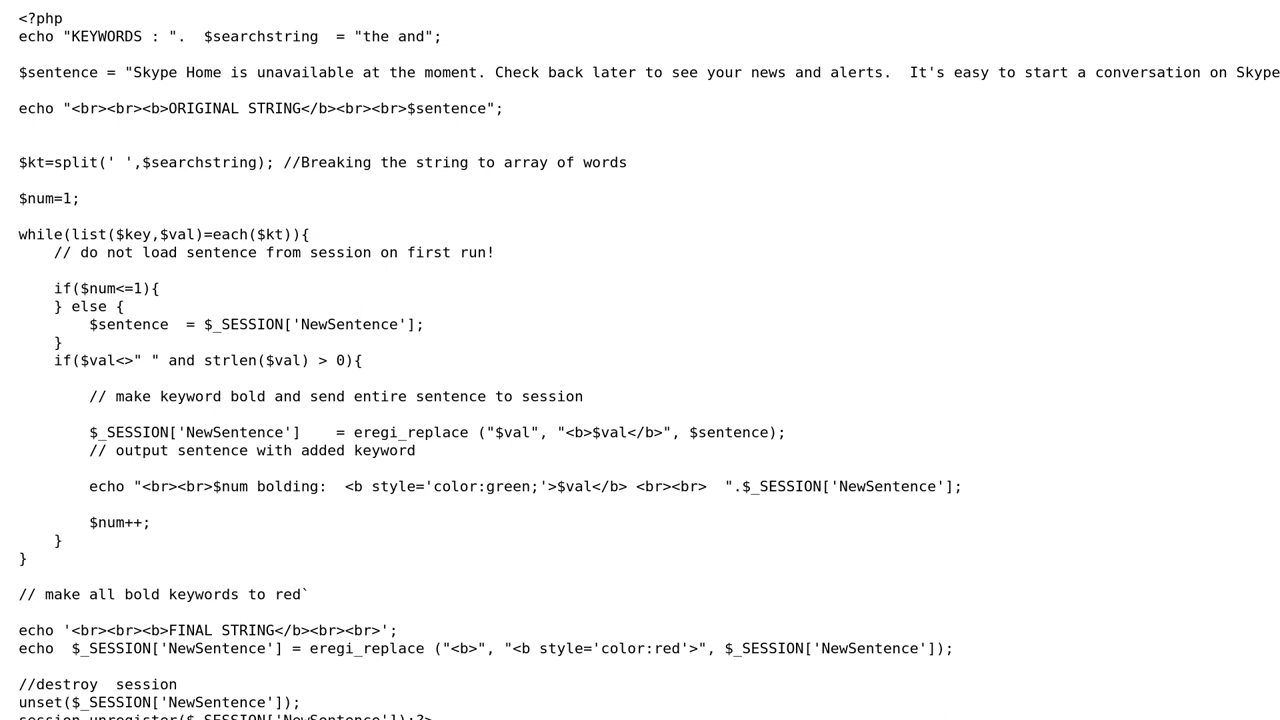 <?php
echo "KEYWORDS : ".  $searchstring  = "the and";
$sentence = "Skype Home is unavailable at the moment. Check back later to see your news and alerts.  It's easy to start a conversation on Skype
echo "<br><br><b>ORIGINAL STRING</b><br><br>$sentence";
$kt=split(' ',$searchstring); //Breaking the string to array of words
$num=1;
while(list($key,$val)=each($kt)){
    // do not load sentence from session on first run!
    if($num<=1){
    } else {
        $sentence  = $_SESSION['NewSentence'];
    }
    if($val<>" " and strlen($val) > 0){
        // make keyword bold and send entire sentence to session
        $_SESSION['NewSentence']    = eregi_replace ("$val", "<b>$val</b>", $sentence);
        // output sentence with added keyword
        echo "<br><br>$num bolding:  <b style='color:green;'>$val</b> <br><br>  ".$_SESSION['NewSentence'];
        $num++;
    }
}
// make all bold keywords to red`
echo '<br><br><b>FINAL STRING</b><br><br>';
echo  $_SESSION['NewSentence'] = eregi_replace ("<b>", "<b style='color:red'>", $_SESSION['NewSentence']);
//destroy  session
unset($_SESSION['NewSentence']);
session_unregister($_SESSION['NewSentence']);?>